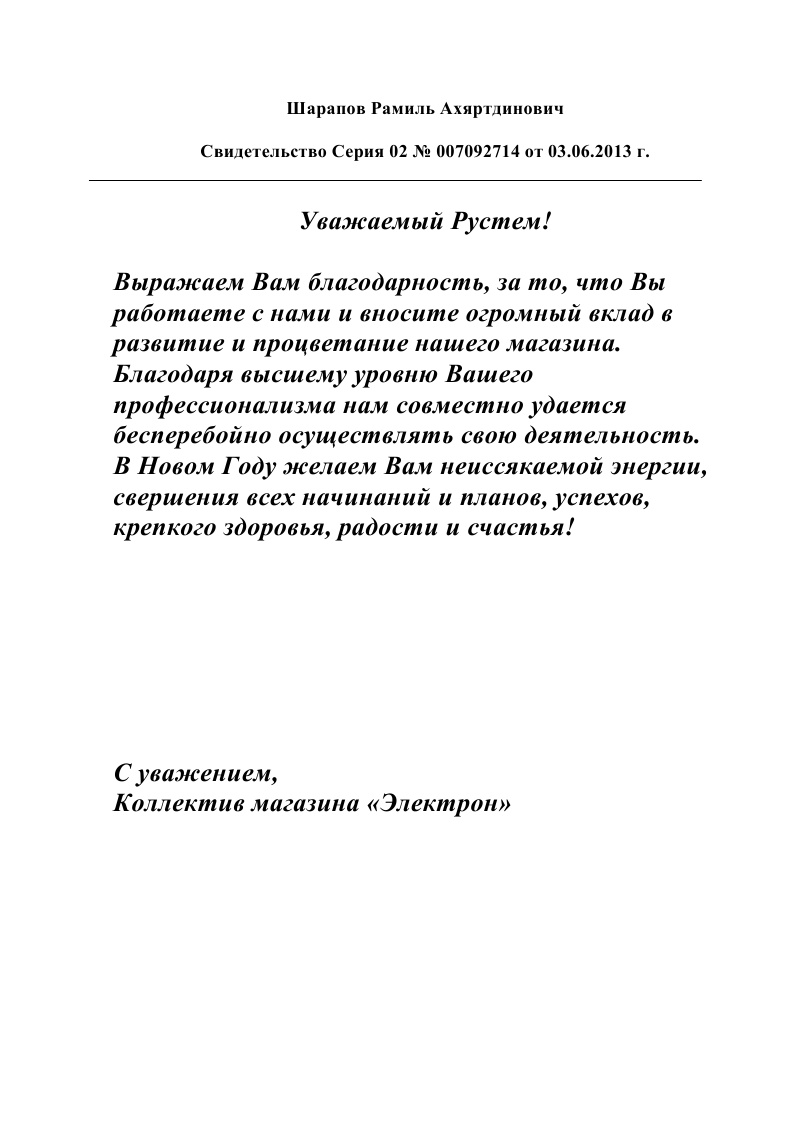 Шарапов Рамиль Ахяртдинович
Свидетельство Серия 02 № 007092714 от 03.06.2013 г.
Уважаемый Рустем!
Выражаем Вам благодарность, за то, что Вы
работаете с нами и вносите огромный вклад в
развитие и процветание нашего магазина.
Благодаря высшему уровню Вашего
профессионализма нам совместно удается
бесперебойно осуществлять свою деятельность.
В Новом Году желаем Вам неиссякаемой энергии,
свершения всех начинаний и планов, успехов,
крепкого здоровья, радости и счастья!
С уважением,
Коллектив магазина «Электрон»